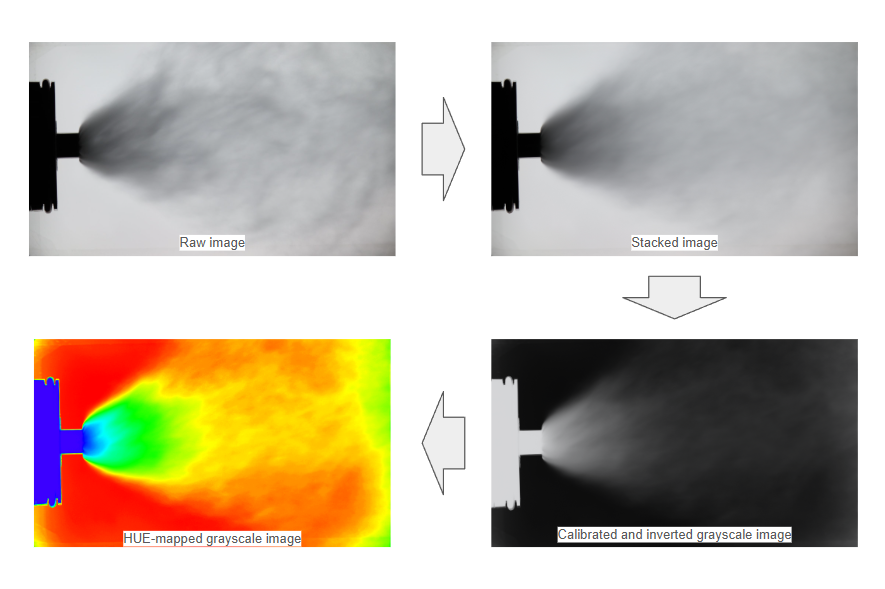 Raw image
Stacked image
HUE-mapped grayscale image
Calibrated and inverted grayscale image